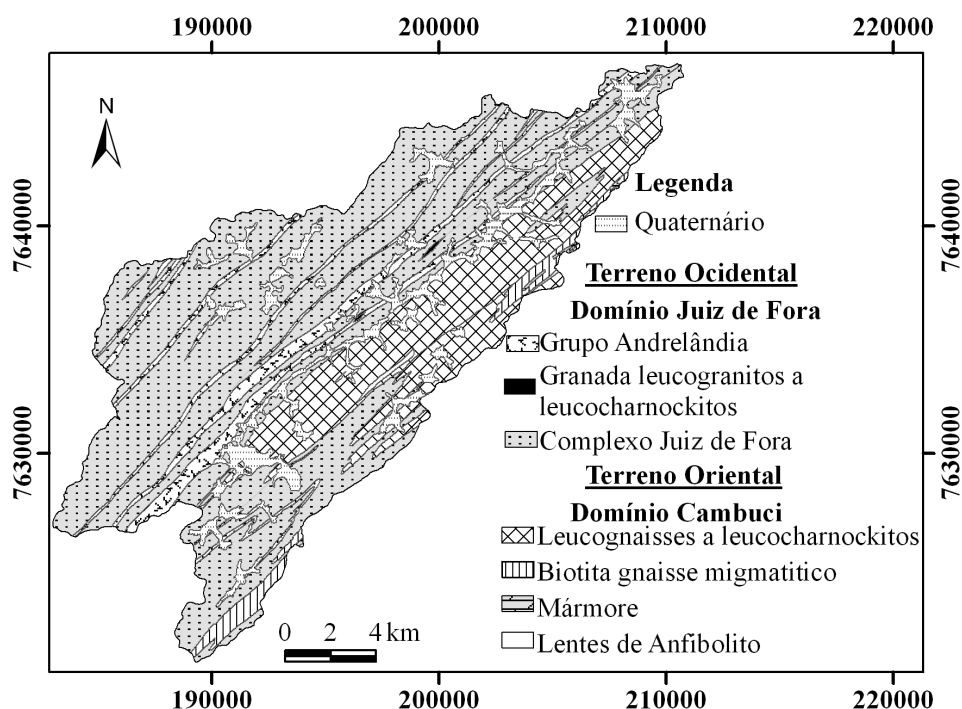 190000 200000 210000 220000
N
7640000 7640000
7630000 7630000
Legenda
Quaternário
Terreno Ocidental
Domínio Juiz de Fora
Grupo Andrelândia
Granada leucogranitos a
leucocharnockitos
Complexo Juiz de Fora
Terreno Oriental
Domínio Cambuci
Leucognaisses a leucocharnockitos
Biotita gnaisse migmatitico
Mármore
Lentes de Anfibolito
0 2 4 km
190000 200000 210000 220000